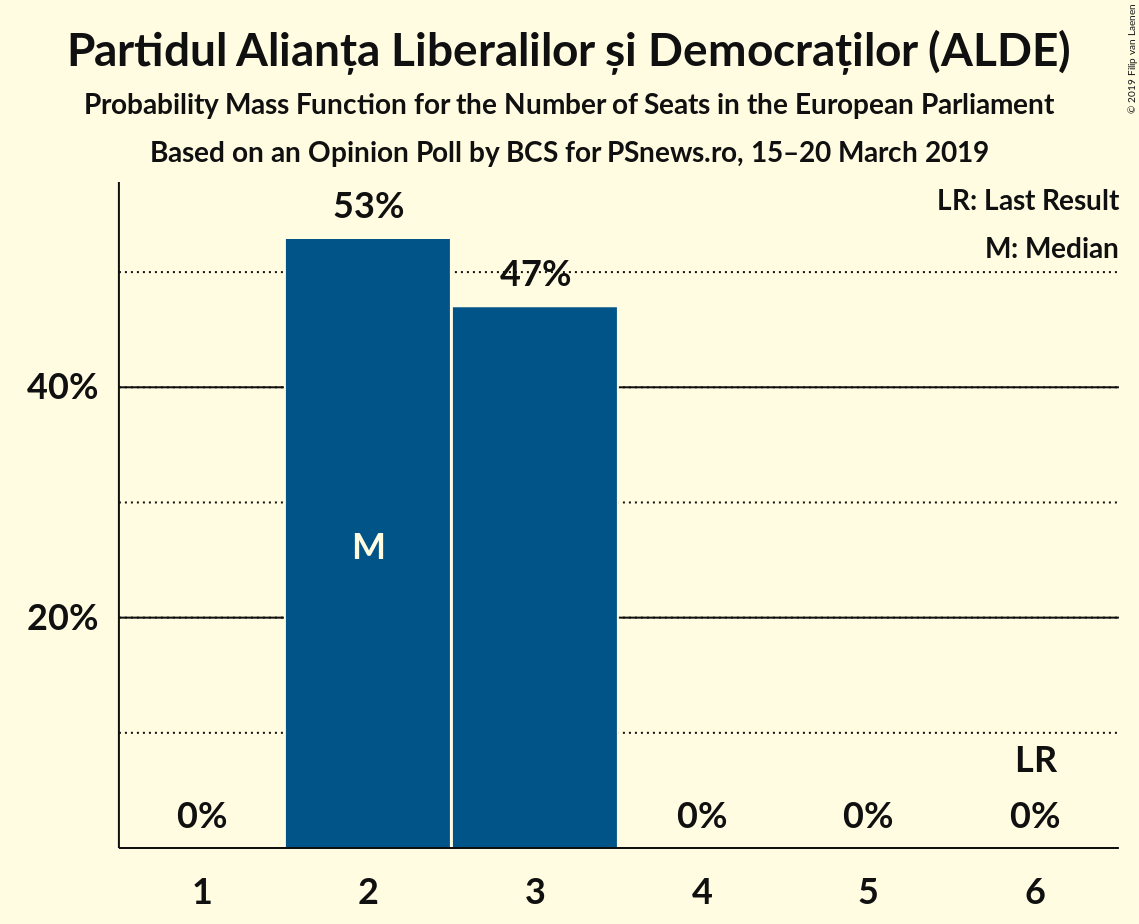 Partidul Alianța Liberalilor și Democraților (ALDE)
Probability Mass Function for the Number of Seats in the European Parliament
Based on an Opinion Poll by BCS for PSnews.ro, 15–20 March 2019
© 2019 Filip van Laenen
LR: Last Result
M: Median
53%
47%
40%
M
20%
LR
0%
0%
0%
0%
1
2
3
4
5
6